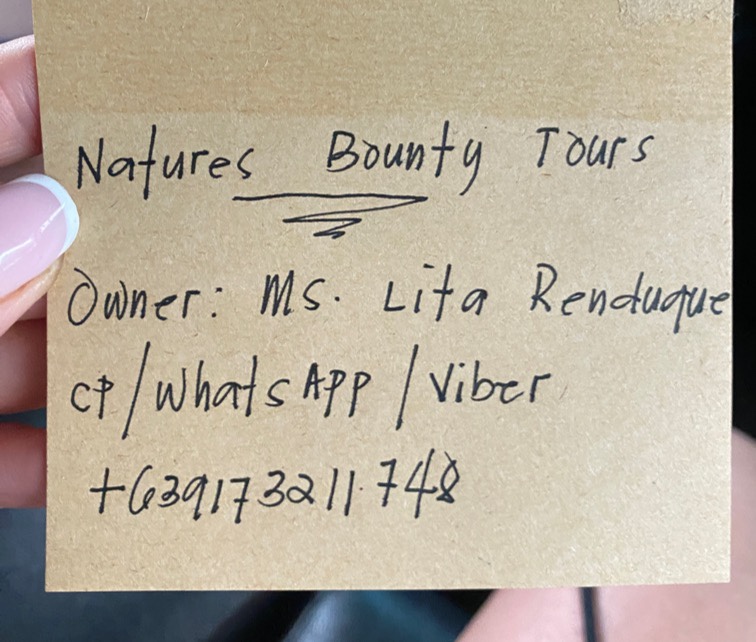 Natures Bounty Tours
Owner: Ms. Lita Renduque
cp/WhatsApp/Viber
+639173211748